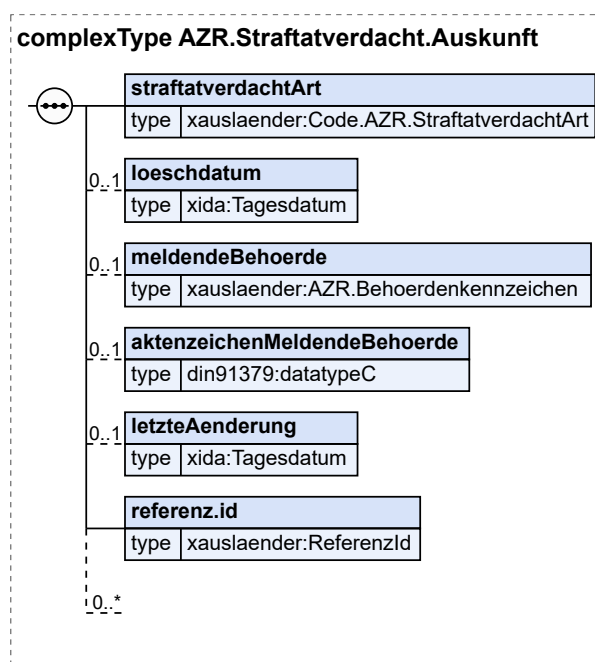 complexType AZR.Straftatverdacht.Auskunft
straftatverdachtArt
type xauslaender:Code.AZR.StraftatverdachtArt
0..1 loeschdatum
type xida:Tagesdatum
0..1 meldendeBehoerde
type xauslaender:AZR.Behoerdenkennzeichen
0..1 aktenzeichenMeldendeBehoerde
type din91379:datatypeC
0..1 letzteAenderung
type xida:Tagesdatum
referenz.id
type xauslaender:ReferenzId
0..*